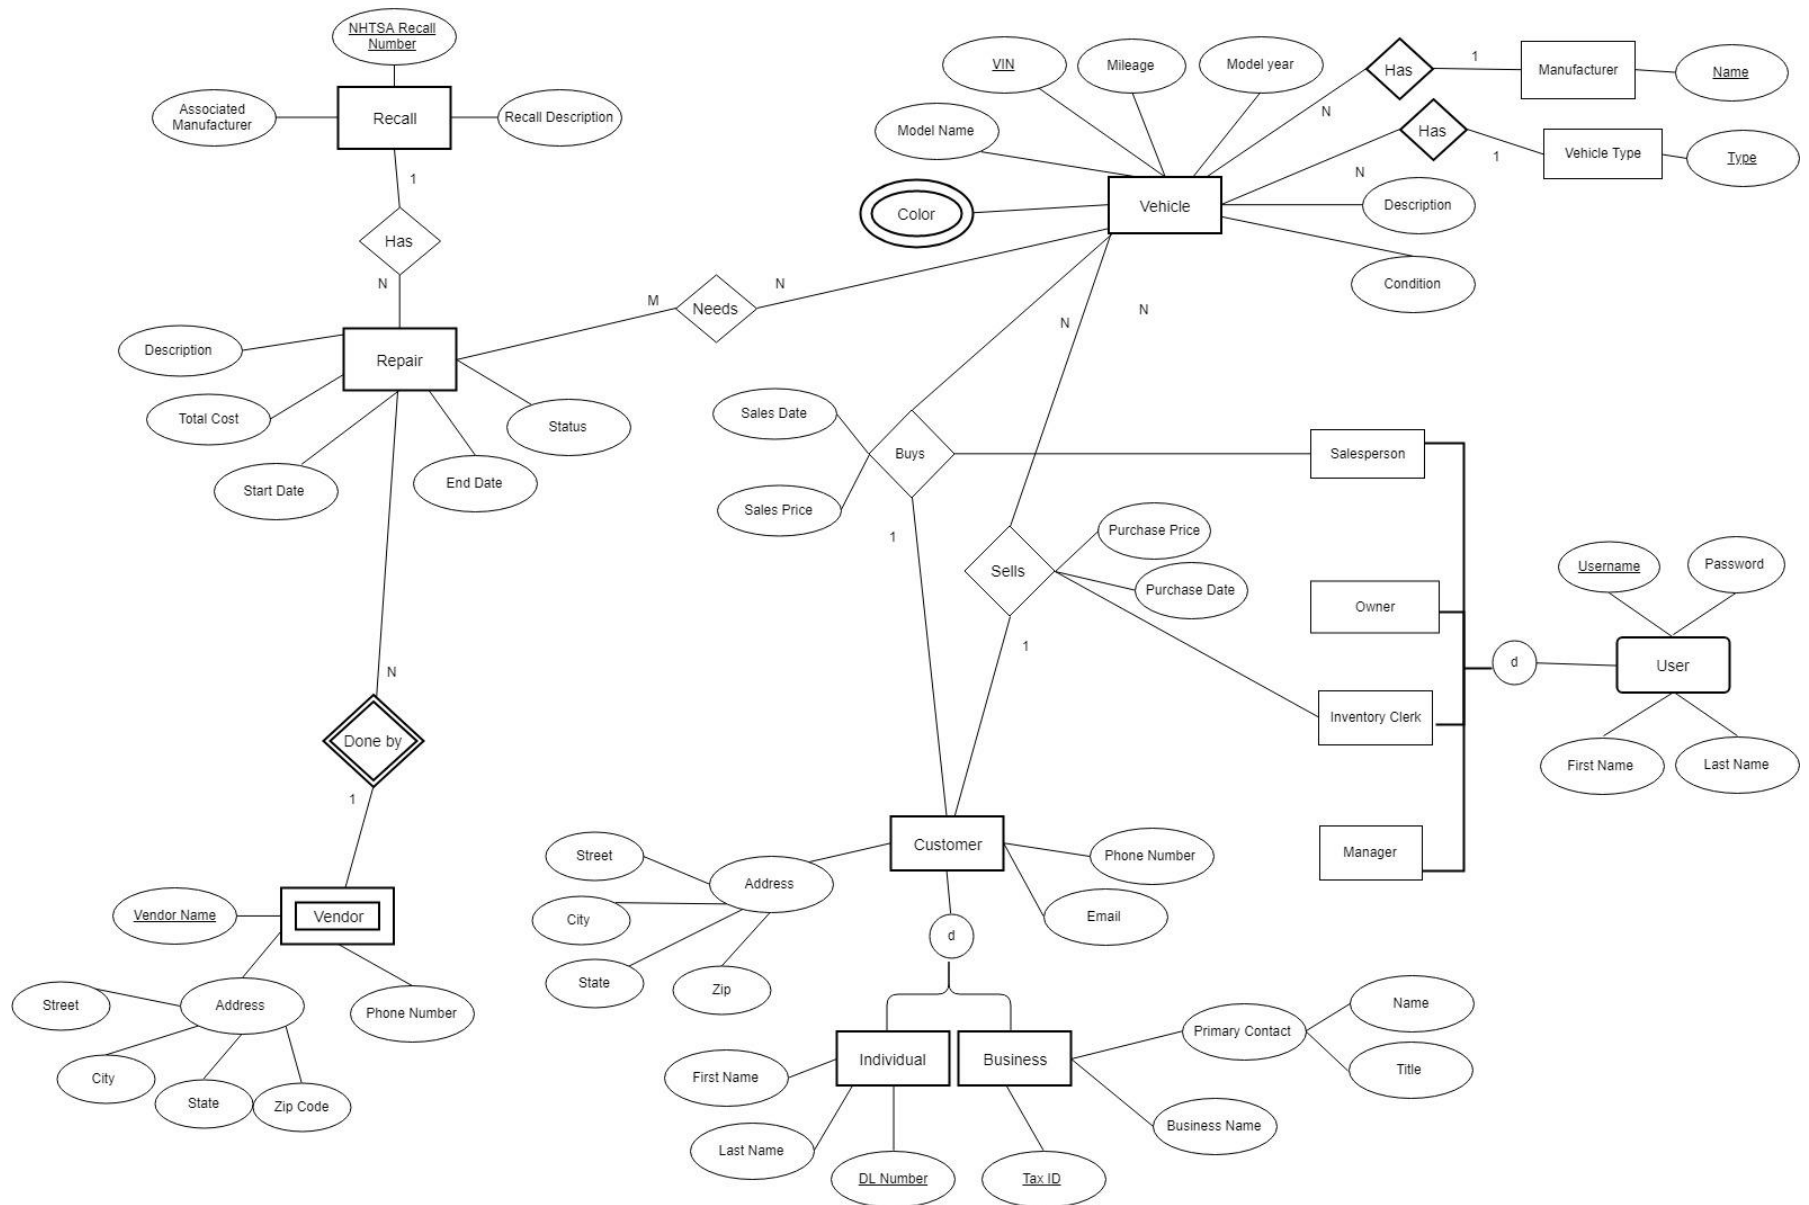 NHTSA Recall
Number
Associated
Manufacturer
Recall
Recall Description
1
Has
N
Description
Repair
Total Cost
Start Date
End Date
Status
M
Needs
N
N
Done by
1
Vendor Name
Vendor
Street
Address
Phone Number
City
State
Zip Code
VIN
Mileage
Model year
Model Name
Color
Vehicle
Has
1
Manufacturer
Name
N
Has
1
Vehicle Type
Type
N
Description
Condition
N
N
Sales Date
Buys
Sales Price
1
Salesperson
Purchase Price
Sells
Purchase Date
1
Owner
Inventory Clerk
Manager
d
User
Username
Password
First Name
Last Name
Customer
Street
Address
City
State
Zip
Phone Number
Email
d
Individual
Business
First Name
Last Name
DL Number
Tax ID
Primary Contact
Name
Title
Business Name